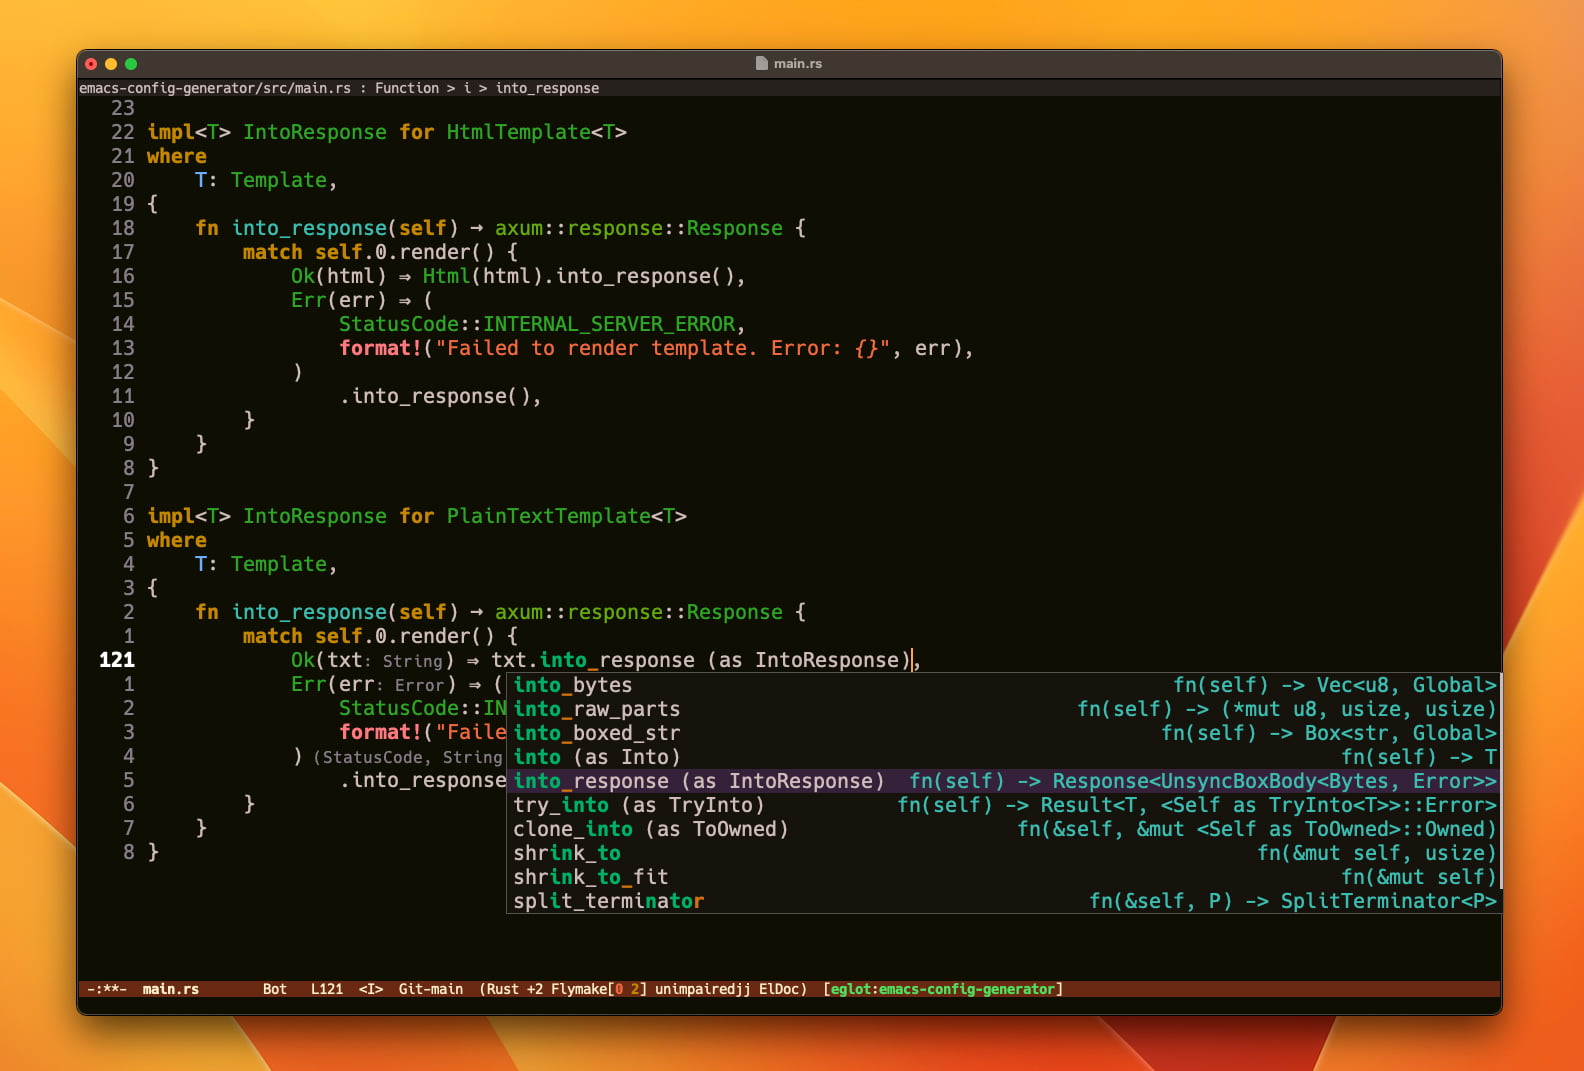 main.rs
emacs-config-generator/src/main.rs : Function > i > into_response
23
22 impl<T> IntoResponse for HtmlTemplate<T>
21 where
20     T: Template,
19 {
18     fn into_response(self) → axum::response::Response {
17         match self.0.render() {
16             Ok(html) ⇒ Html(html).into_response(),
15             Err(err) ⇒ (
14                 StatusCode::INTERNAL_SERVER_ERROR,
13                 format!("Failed to render template. Error: {}", err),
12             )
11                 .into_response(),
10         }
9     }
8 }
7
6 impl<T> IntoResponse for PlainTextTemplate<T>
5 where
4     T: Template,
3 {
2     fn into_response(self) → axum::response::Response {
1         match self.0.render() {
121             Ok(txt: String) ⇒ txt.into_response (as IntoResponse),
1             Err(err: Error) ⇒ (
2                 StatusCode::IN
3                 format!("Faile
4             ) (StatusCode, String
5                 .into_response
6         }
7     }
8 }
into_bytes fn(self) -> Vec<u8, Global>
into_raw_parts fn(self) -> (*mut u8, usize, usize)
into_boxed_str fn(self) -> Box<str, Global>
into (as Into) fn(self) -> T
into_response (as IntoResponse) fn(self) -> Response<UnsyncBoxBody<Bytes, Error>>
try_into (as TryInto) fn(self) -> Result<T, <Self as TryInto<T>>::Error>
clone_into (as ToOwned) fn(&self, &mut <Self as ToOwned>::Owned)
shrink_to fn(&mut self, usize)
shrink_to_fit fn(&mut self)
split_terminator fn(&self, P) -> SplitTerminator<P>
-:**-  main.rs        Bot   L121  <I>  Git-main  (Rust +2 Flymake[0 2] unimpairedjj ElDoc)  [eglot:emacs-config-generator]